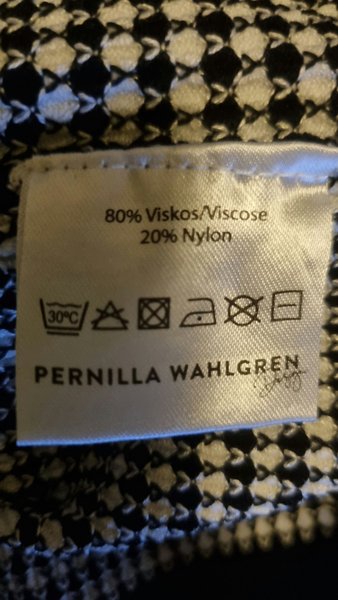 80% Viskos/Viscose
20% Nylon
30°C
PERNILLA WAHLGREN